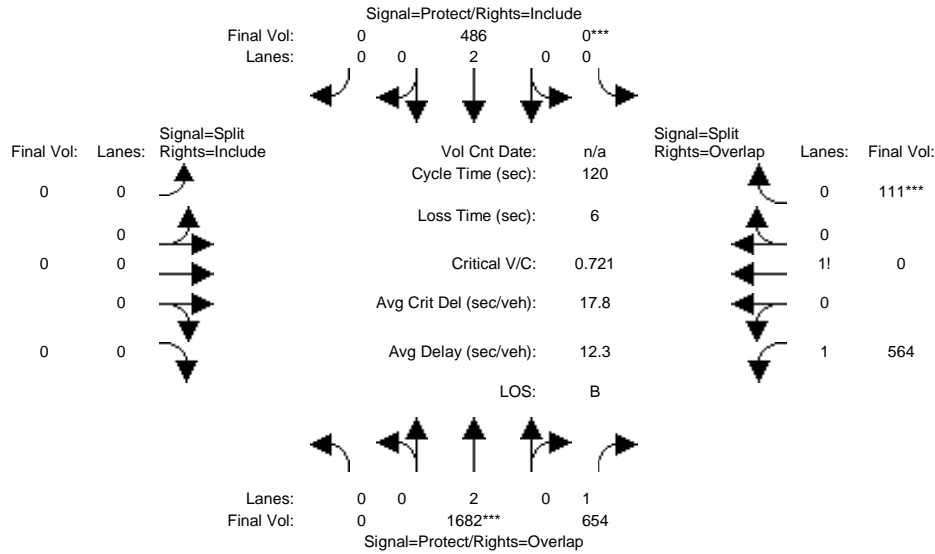 Signal=Protect/Rights=Include
Final Vol: 0 486 0***
Lanes: 0 0 2 0 0
Signal=Split
Final Vol: Lanes: Rights=Include
Vol Cnt Date: n/a
Signal=Split
Rights=Overlap Lanes: Final Vol:
Cycle Time (sec): 120
0 0
0 111***
Loss Time (sec): 6
0
0
0 0
Critical V/C: 0.721
1! 0
0
Avg Crit Del (sec/veh): 17.8
0
0 0
Avg Delay (sec/veh): 12.3
1 564
LOS: B
Lanes: 0 0 2 0 1
Final Vol: 0 1682*** 654
Signal=Protect/Rights=Overlap